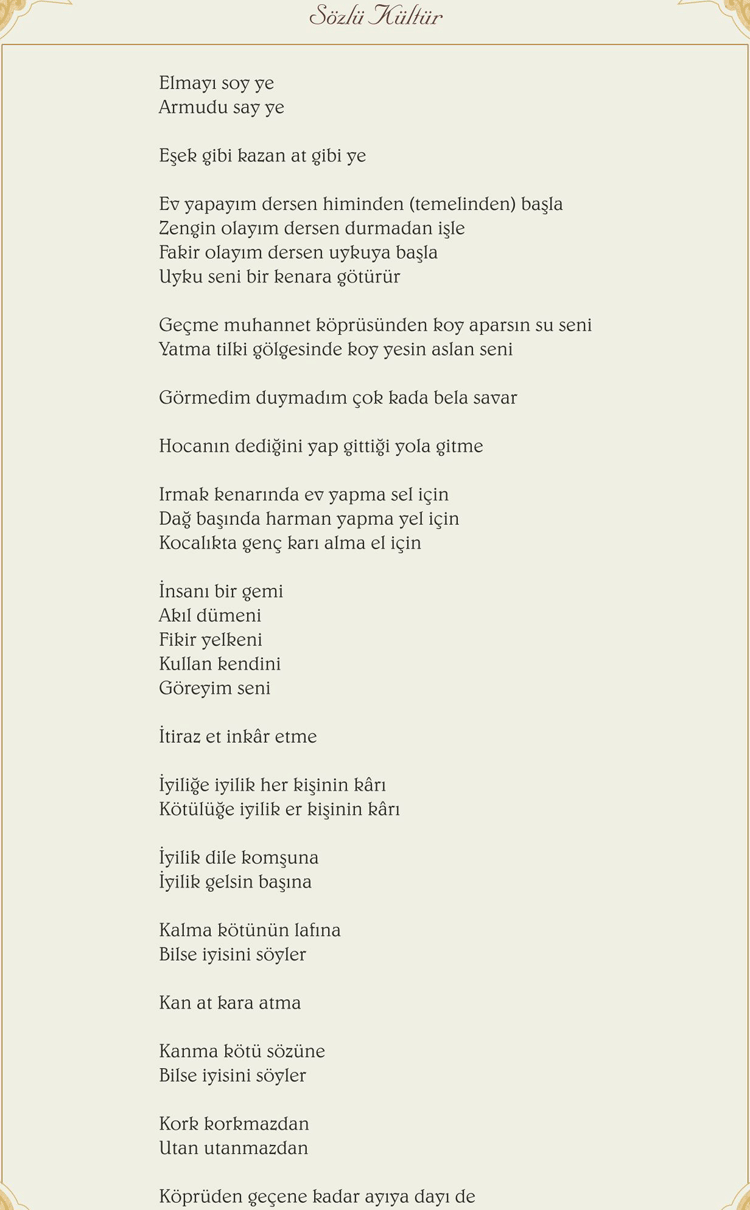 Sözlü Kültür
Elmayı soy ye
Armudu say ye
Eşek gibi kazan at gibi ye
Ev yapayım dersen himinden (temelinden) başla
Zengin olayım dersen durmadan işle
Fakir olayım dersen uykuya başla
Uyku seni bir kenara götürür
Geçme muhannet köprüsünden koy aparsın su seni
Yatma tilki gölgesinde koy yesin aslan seni
Görmedim duymadım çok kada bela savar
Hocanın dediğini yap gittiği yola gitme
Irmak kenarında ev yapma sel için
Dağ başında harman yapma yel için
Kocalıkta genç karı alma el için
İnsanı bir gemi
Akıl dümeni
Fikir yelkeni
Kullan kendini
Göreyim seni
İtiraz et inkâr etme
İyiliğe iyilik her kişinin kârı
Kötülüğe iyilik er kişinin kârı
İyilik dile komşuna
İyilik gelsin başına
Kalma kötünün lafına
Bilse iyisini söyler
Kan at kara atma
Kanma kötü sözüne
Bilse iyisini söyler
Kork korkmazdan
Utan utanmazdan
Köprüden geçene kadar ayıya dayı de